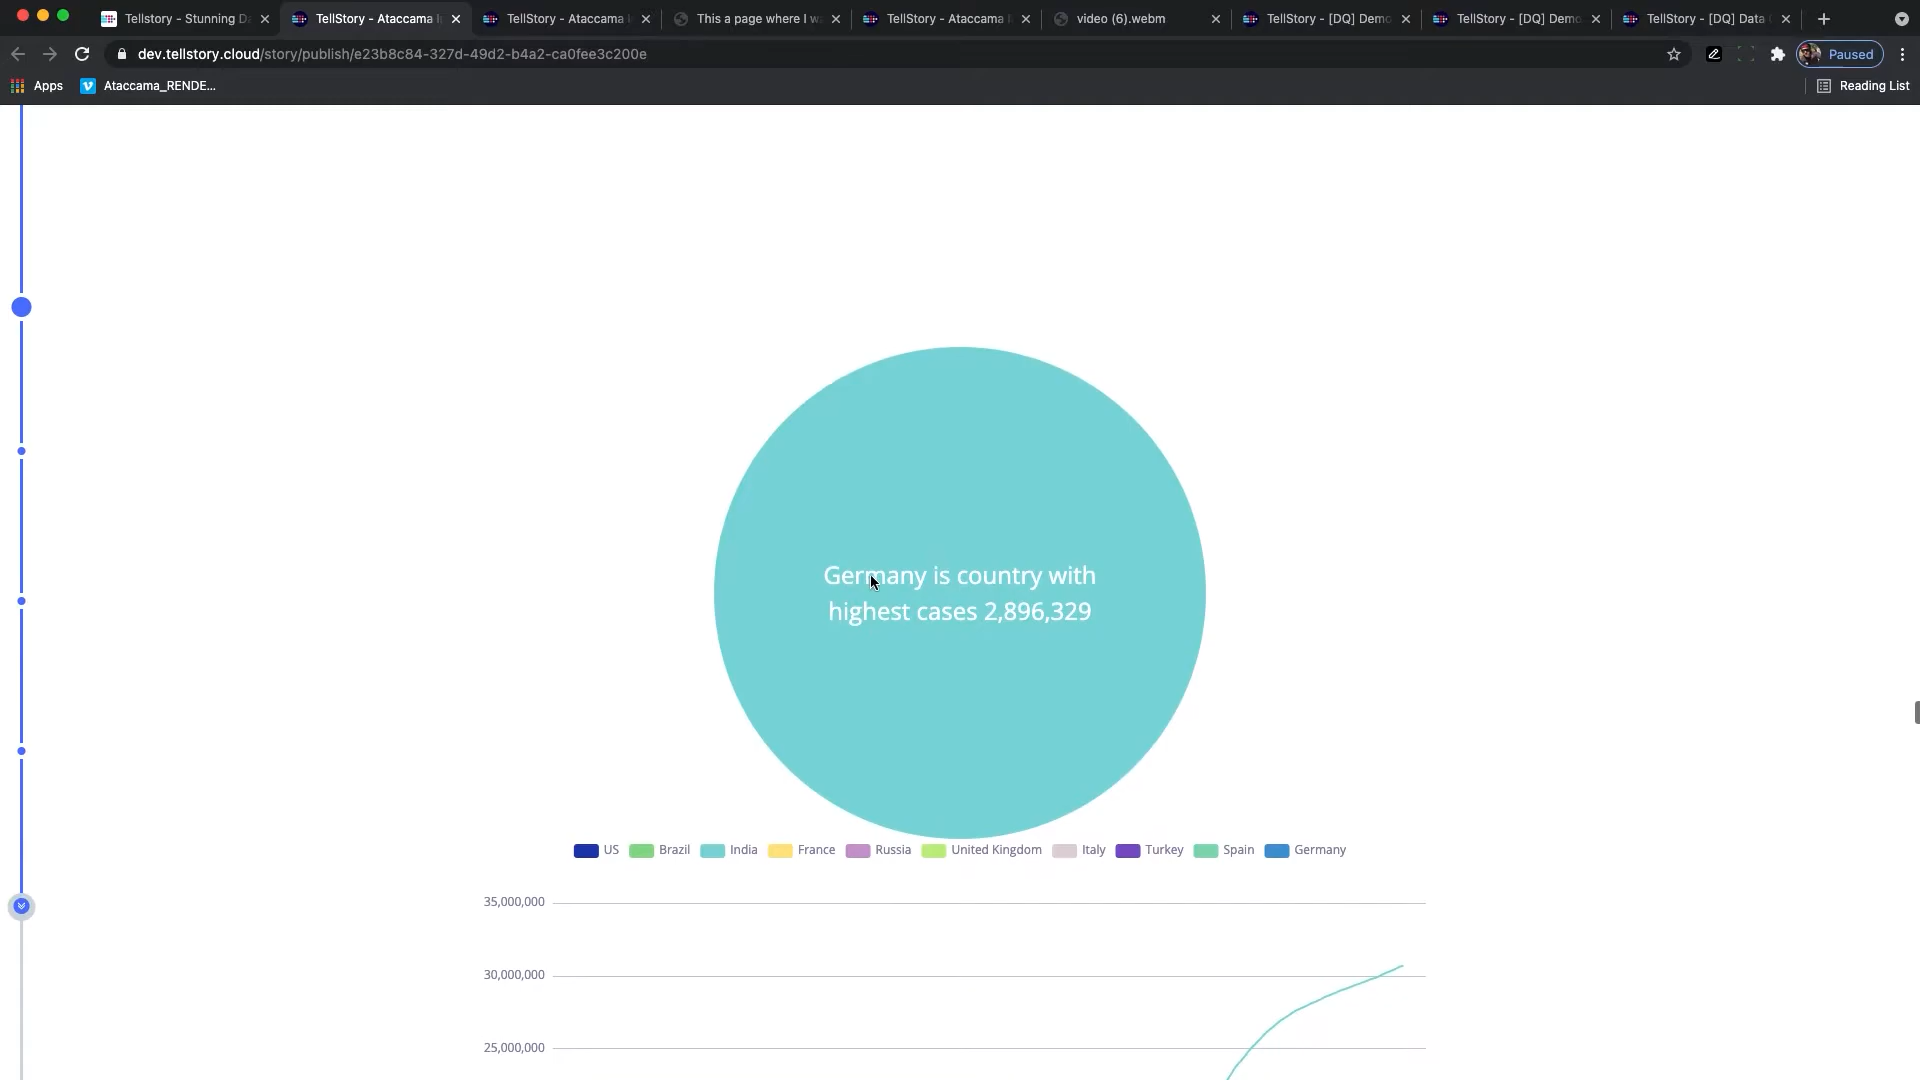 Tellstory - Stunning Da
TellStory - Ataccama I
TellStory - Ataccama
This a page where I w
TellStory - Ataccama
video (6).webm
TellStory - [DQ] Demo
TellStory - [DQ] Demo
TellStory - [DQ] Data
dev.tellstory.cloud/story/publish/e23b8c84-327d-49d2-b4a2-ca0fee3c200e
Paused
Apps
Ataccama_RENDE...
Reading List
Germany is country with
highest cases 2,896,329
US Brazil India France Russia United Kingdom Italy Turkey Spain Germany
35,000,000
30,000,000
25,000,000